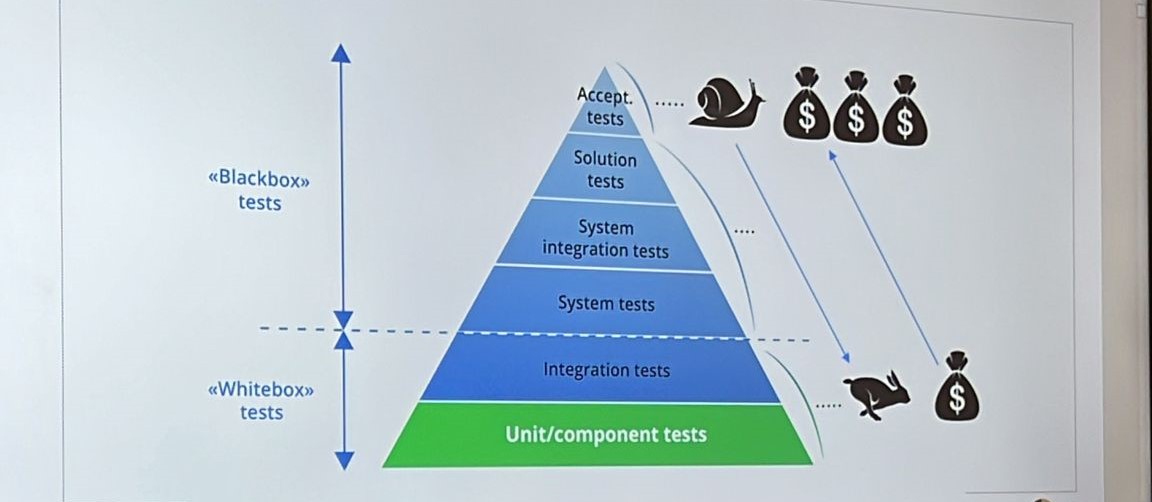 Accept.
tests
Solution
tests
«Blackbox»
tests
System
integration tests
System tests
Integration tests
«Whitebox»
tests
Unit/component tests
$ $ $
$